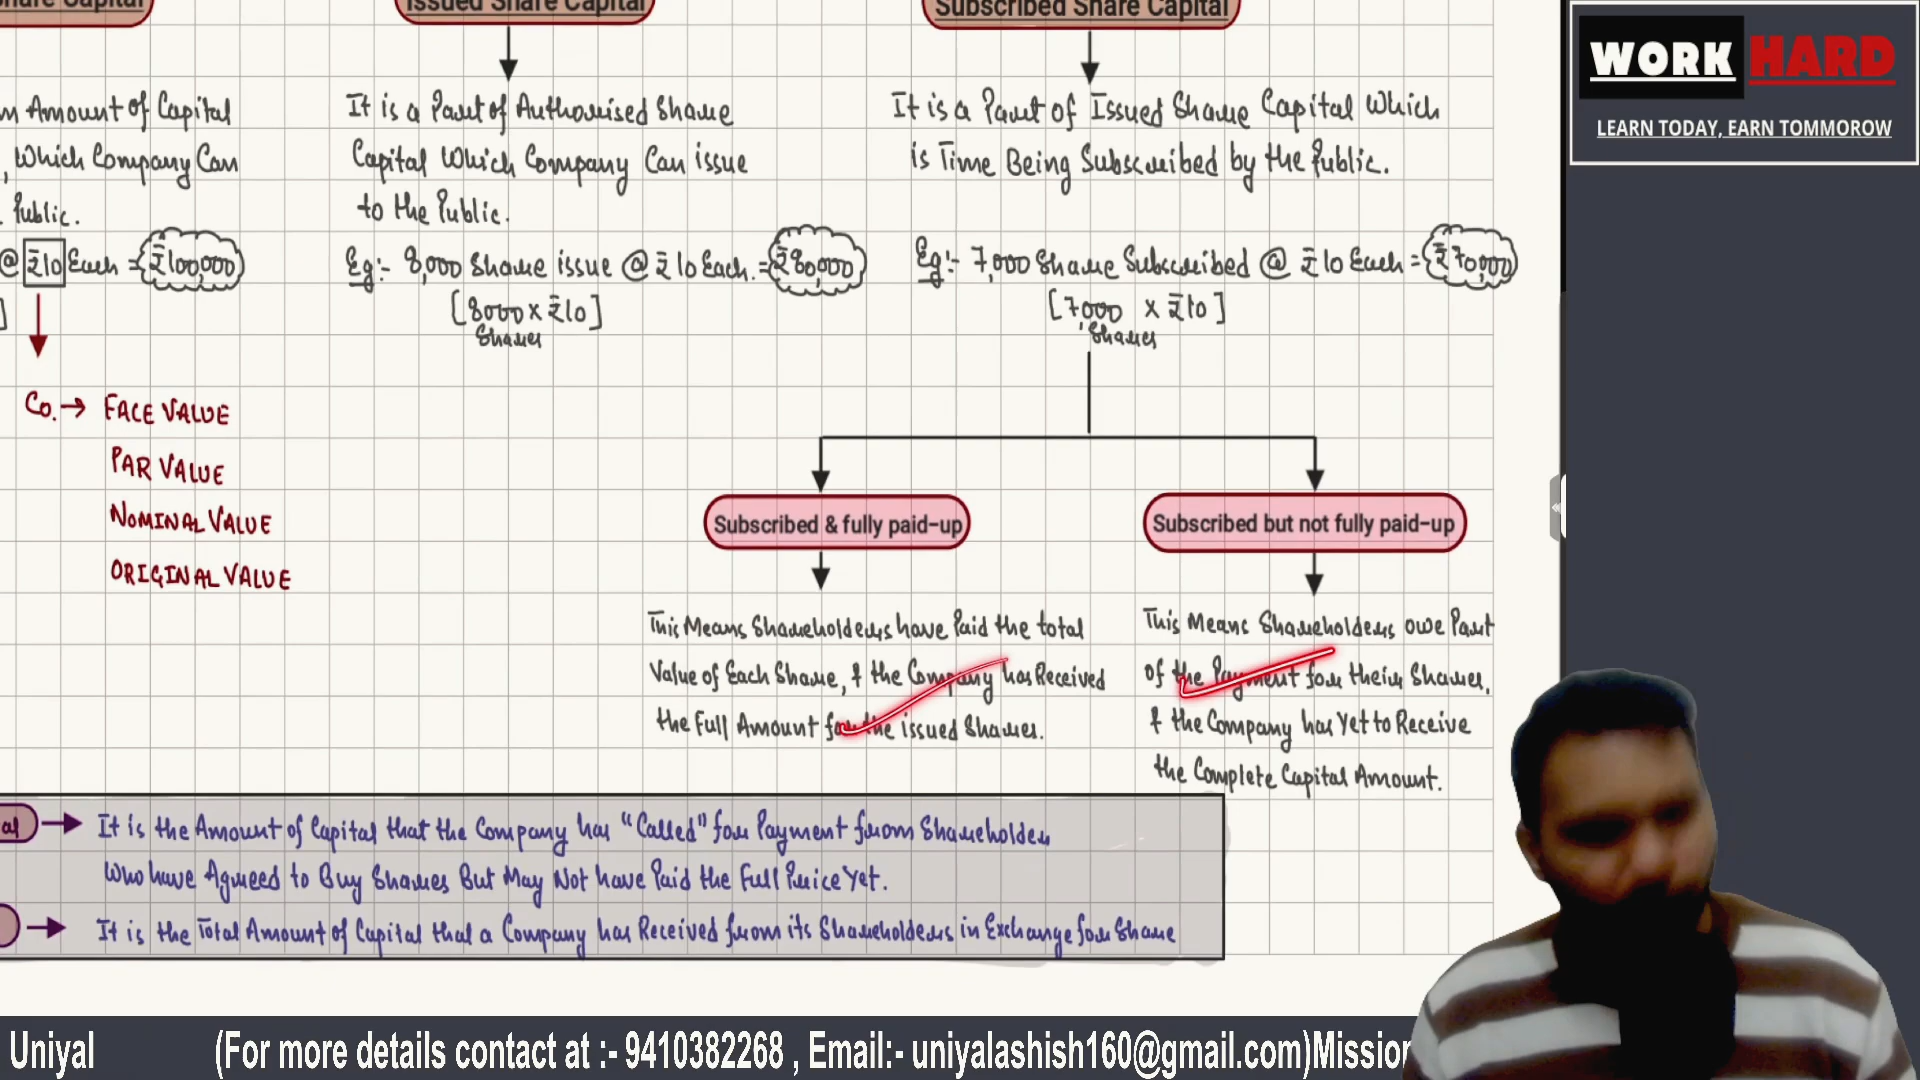 Share Capital
Issued Share Capital
Subscribed Share Capital
Amount of Capital
, Which Company Can
Public.
@ ₹10 Each = ₹100,000
It is a Part of Authorised Share
Capital Which Company Can issue
to the Public.
Eg:- 8,000 Share issue @ ₹10 Each. = ₹80,000
[8000 x ₹10]
Shares
It is a Part of Issued Share Capital Which
is Time Being Subscribed by the Public.
Eg:- 7,000 Share Subscribed @ ₹10 Each = ₹70,000
[7,000 x ₹10]
Shares
Co. → FACE VALUE
PAR VALUE
NOMINAL VALUE
ORIGINAL VALUE
Subscribed & fully paid-up
This Means Shareholders have Paid the total
Value of Each Share, & the Company has Received
the Full Amount for the issued Shares.
Subscribed but not fully paid-up
This Means Shareholders owe Part
of the Payment for their Shares,
& the Company has Yet to Receive
the Complete Capital Amount.
It is the Amount of Capital that the Company has "Called" for Payment from Shareholder
Who have Agreed to Buy Shares But May Not have Paid the Full Price Yet.
It is the Total Amount of Capital that a Company has Received from its Shareholders in Exchange for Share
WORK HARD
LEARN TODAY, EARN TOMMOROW
Uniyal (For more details contact at :- 9410382268 , Email:- uniyalashish160@gmail.com)Mission